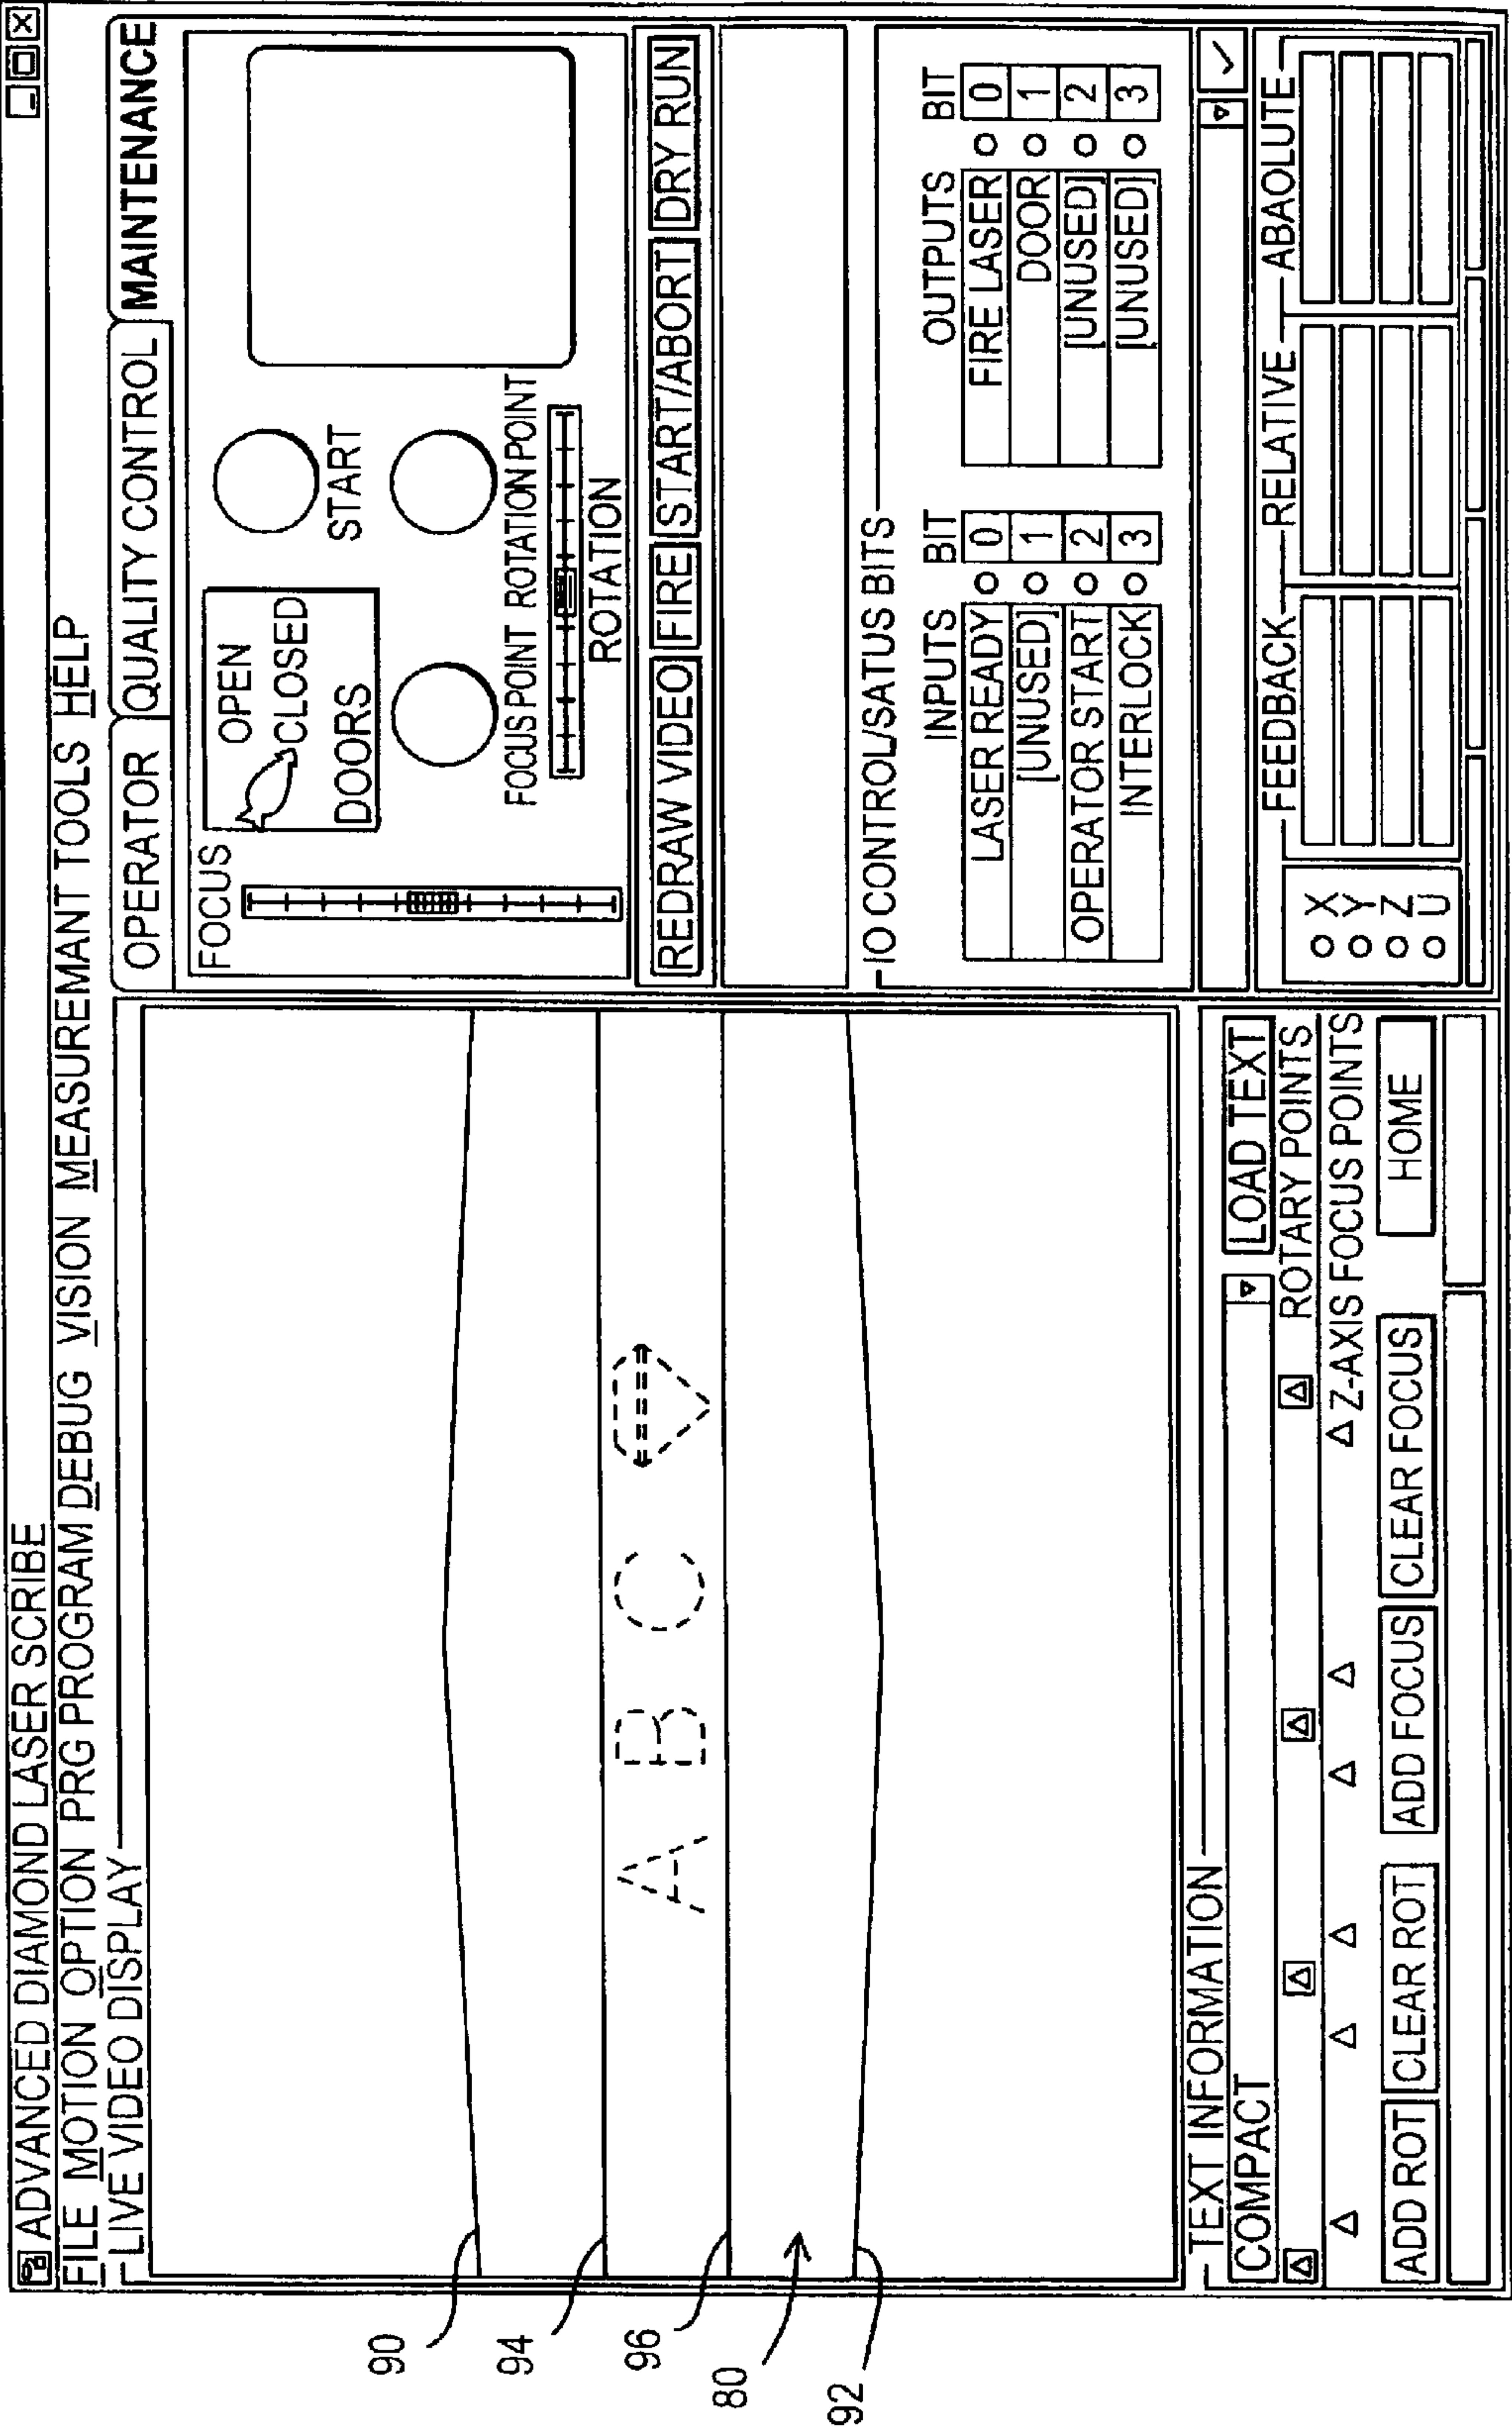 ADVANCED DIAMOND LASER SCRIBE
FILE MOTION OPTION PRG PROGRAM DEBUG VISION MEASUREMANT TOOLS HELP
LIVE VIDEO DISPLAY
A B C
90
94
96
80
92
TEXT INFORMATION
COMPACT
LOAD TEXT
ROTARY POINTS
Z-AXIS FOCUS POINTS
ADD ROT CLEAR ROT ADD FOCUS CLEAR FOCUS HOME
OPERATOR QUALITY CONTROL MAINTENANCE
FOCUS
OPEN
CLOSED
DOORS
START
FOCUS POINT ROTATION POINT
ROTATION
REDRAW VIDEO FIRE START/ABORT DRY RUN
IO CONTROL/SATUS BITS
INPUTS BIT OUTPUTS BIT
LASER READY 0 FIRE LASER 0
[UNUSED] 1 DOOR 1
OPERATOR START 2 [UNUSED] 2
INTERLOCK 3 [UNUSED] 3
FEEDBACK RELATIVE ABAOLUTE
X
Y
Z
U